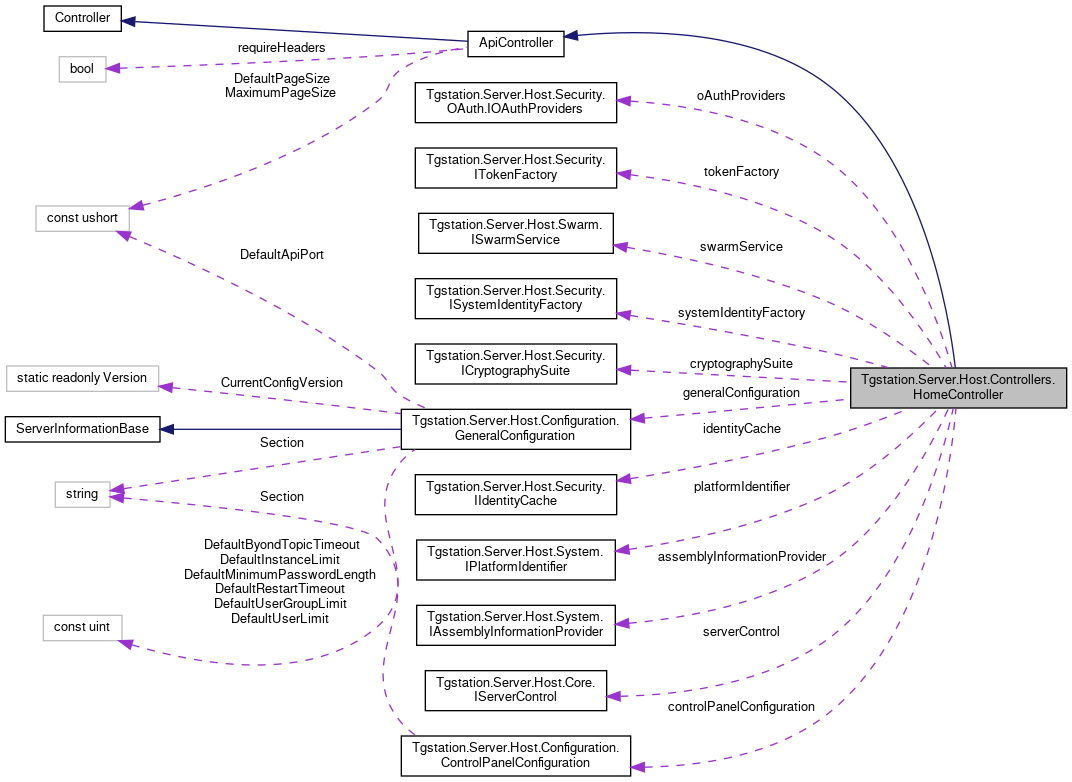 Controller
ApiController
requireHeaders
bool
DefaultPageSize
MaximumPageSize
oAuthProviders
Tgstation.Server.Host.Security.
OAuth.IOAuthProviders
tokenFactory
Tgstation.Server.Host.Security.
ITokenFactory
const ushort
Tgstation.Server.Host.Swarm.
ISwarmService
swarmService
DefaultApiPort
Tgstation.Server.Host.Security.
ISystemIdentityFactory
systemIdentityFactory
static readonly Version
CurrentConfigVersion
Tgstation.Server.Host.Security.
ICryptographySuite
cryptographySuite
Tgstation.Server.Host.Controllers.
HomeController
generalConfiguration
ServerInformationBase
Tgstation.Server.Host.Configuration.
GeneralConfiguration
identityCache
Section
string
Section
Tgstation.Server.Host.Security.
IIdentityCache
platformIdentifier
DefaultByondTopicTimeout
DefaultInstanceLimit
DefaultMinimumPasswordLength
DefaultRestartTimeout
DefaultUserGroupLimit
DefaultUserLimit
Tgstation.Server.Host.System.
IPlatformIdentifier
assemblyInformationProvider
const uint
Tgstation.Server.Host.System.
IAssemblyInformationProvider
serverControl
Tgstation.Server.Host.Core.
IServerControl
controlPanelConfiguration
Tgstation.Server.Host.Configuration.
ControlPanelConfiguration